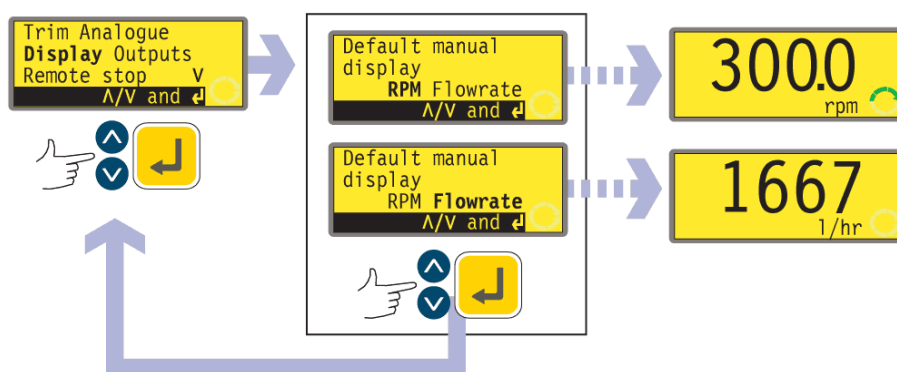 Trim Analogue
Display Outputs
Remote stop V
Λ/V and ↲
Default manual
display
RPM Flowrate
Λ/V and ↲
300.0
rpm
Default manual
display
RPM Flowrate
Λ/V and ↲
1667
l/hr